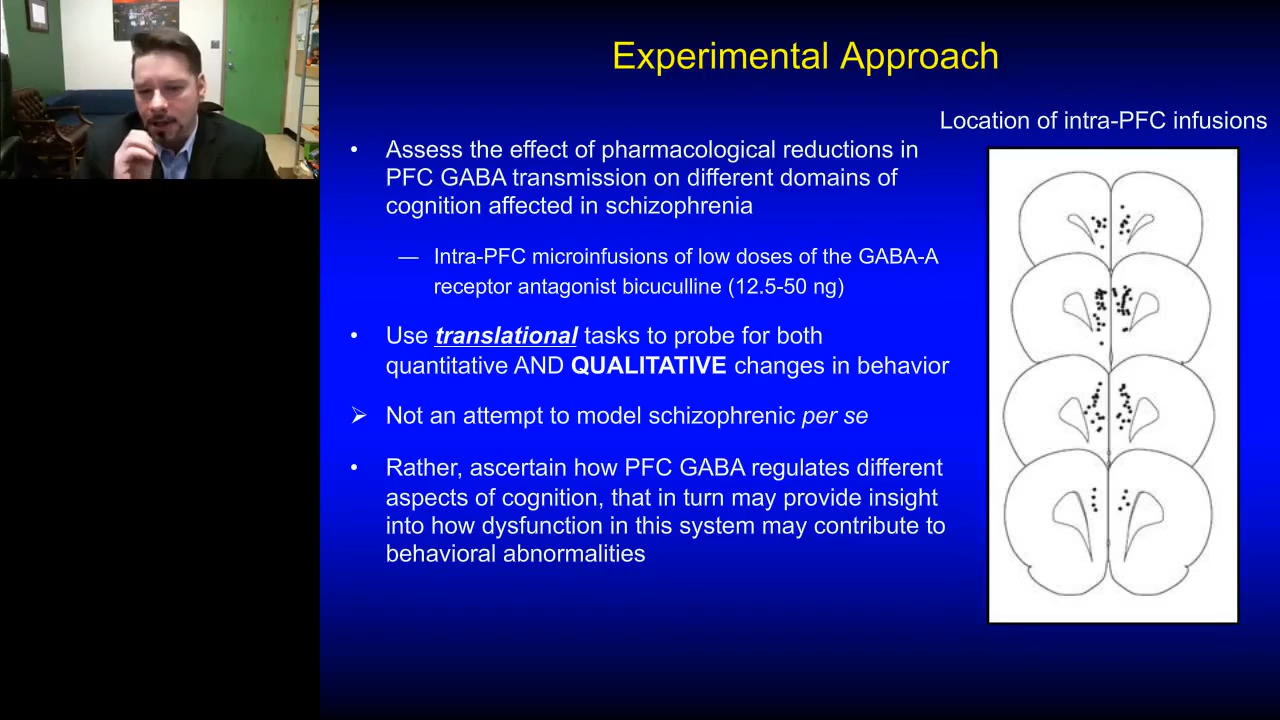 Experimental Approach
Location of intra-PFC infusions
• Assess the effect of pharmacological reductions in
PFC GABA transmission on different domains of
cognition affected in schizophrenia
— Intra-PFC microinfusions of low doses of the GABA-A
receptor antagonist bicuculline (12.5-50 ng)
• Use translational tasks to probe for both
quantitative AND QUALITATIVE changes in behavior
➢ Not an attempt to model schizophrenic per se
• Rather, ascertain how PFC GABA regulates different
aspects of cognition, that in turn may provide insight
into how dysfunction in this system may contribute to
behavioral abnormalities